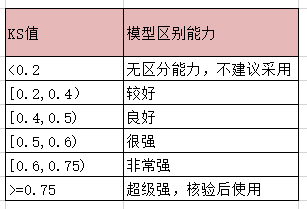 KS值 模型区别能力
<0.2 无区分能力，不建议采用
[0.2,0.4） 较好
[0.4,0.5) 良好
[0.5,0.6) 很强
[0.6,0.75) 非常强
>=0.75 超级强，核验后使用